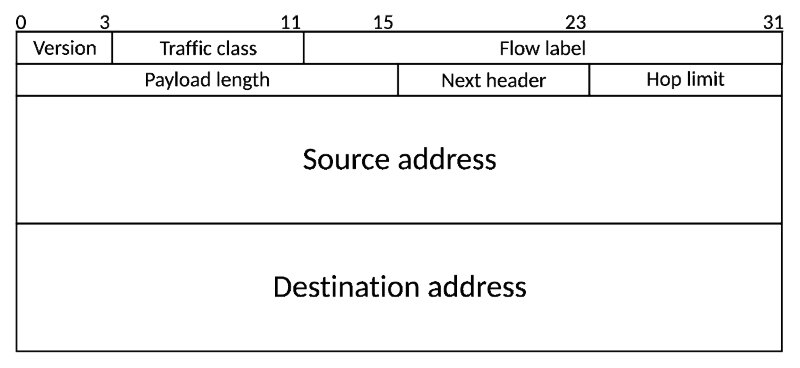 0 3 11 15 23 31
Version Traffic class Flow label
Payload length Next header Hop limit
Source address
Destination address